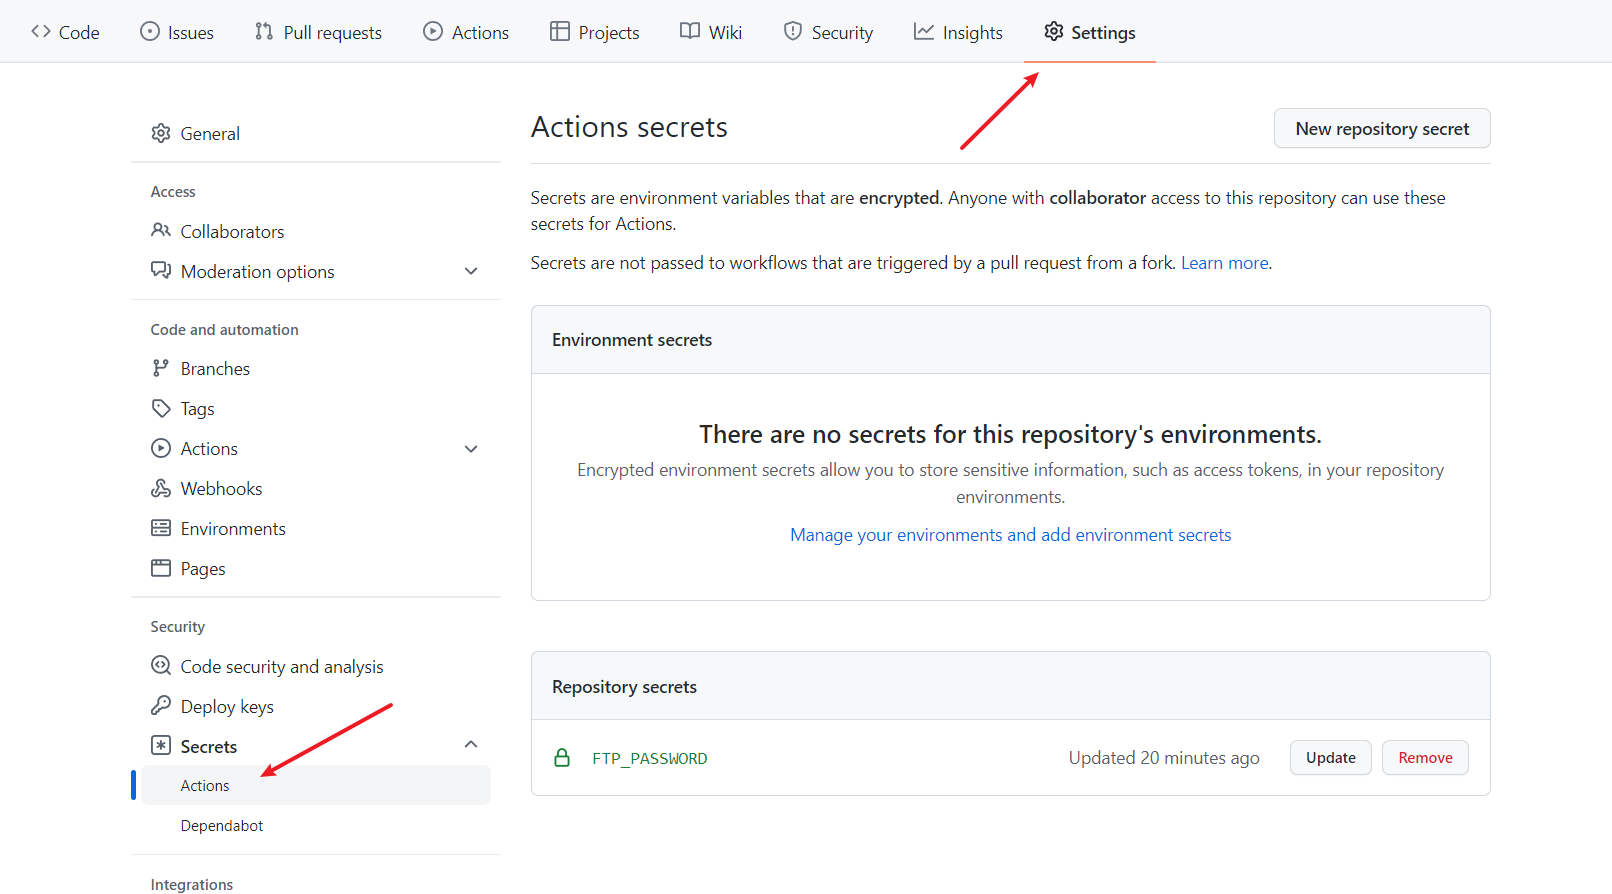 Code Issues Pull requests Actions Projects Wiki Security Insights Settings
General
Access
Collaborators
Moderation options
Code and automation
Branches
Tags
Actions
Webhooks
Environments
Pages
Security
Code security and analysis
Deploy keys
Secrets
Actions
Dependabot
Integrations
Actions secrets
New repository secret
Secrets are environment variables that are encrypted. Anyone with collaborator access to this repository can use these
secrets for Actions.
Secrets are not passed to workflows that are triggered by a pull request from a fork. Learn more.
Environment secrets
There are no secrets for this repository's environments.
Encrypted environment secrets allow you to store sensitive information, such as access tokens, in your repository
environments.
Manage your environments and add environment secrets
Repository secrets
FTP_PASSWORD Updated 20 minutes ago Update Remove